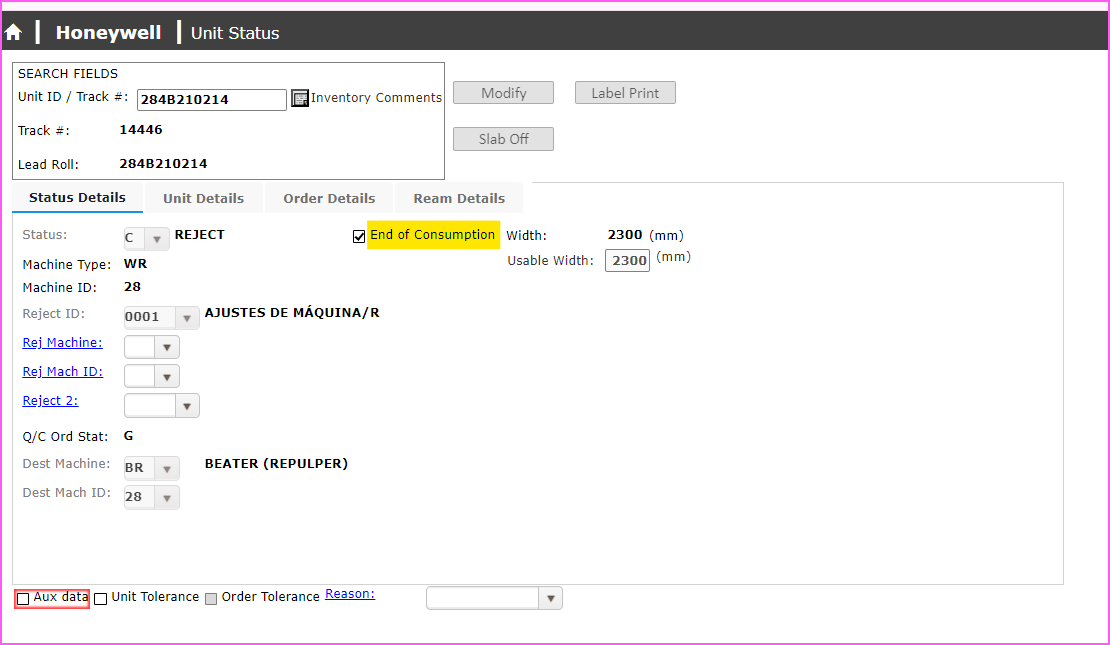 Honeywell Unit Status
SEARCH FIELDS
Unit ID / Track #: 284B210214 Inventory Comments Modify Label Print
Track #: 14446
Slab Off
Lead Roll: 284B210214
Status Details Unit Details Order Details Ream Details
Status: C REJECT End of Consumption Width: 2300 (mm)
Machine Type: WR Usable Width: 2300 (mm)
Machine ID: 28
Reject ID: 0001 AJUSTES DE MÁQUINA/R
Rej Machine:
Rej Mach ID:
Reject 2:
Q/C Ord Stat: G
Dest Machine: BR BEATER (REPULPER)
Dest Mach ID: 28
Aux data Unit Tolerance Order Tolerance Reason: